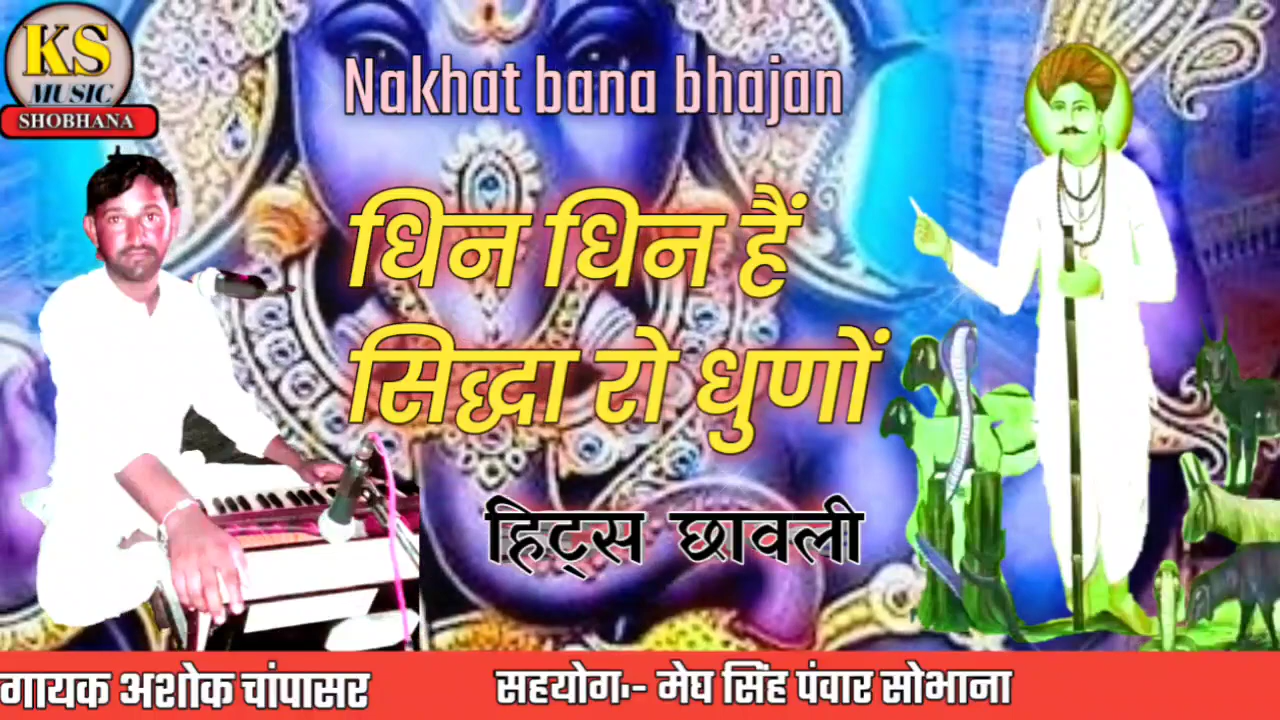 KS
MUSIC
SHOBHANA
Nakhat bana bhajan
धिन धिन हैं
सिद्धा रो धुणों
हिट्स छावली
गायक अशोक चांपासर
सहयोग:- मेघ सिंह पंवार सोभाना